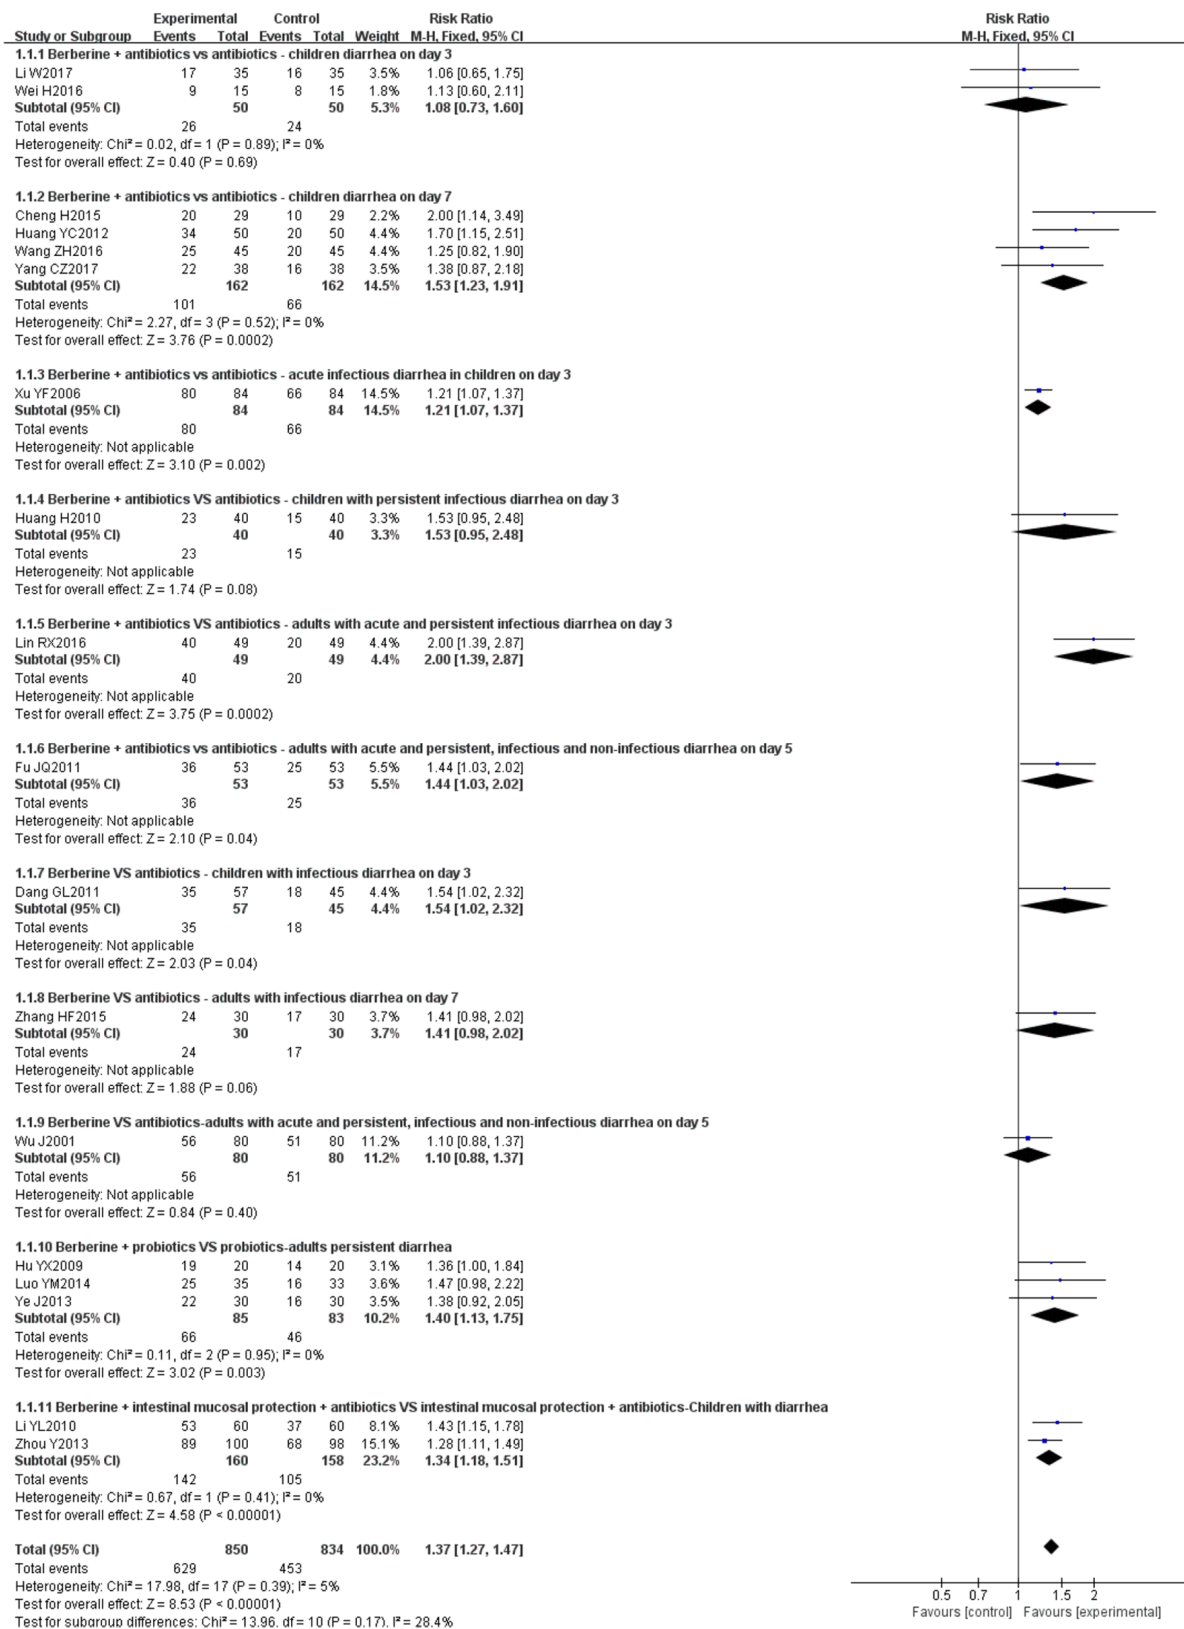 Experimental Control Risk Ratio Risk Ratio
Study or Subgroup Events Total Events Total Weight M-H, Fixed, 95% CI M-H, Fixed, 95% CI
1.1.1 Berberine + antibiotics vs antibiotics - children diarrhea on day 3
Li W2017 17 35 16 35 3.5% 1.06 [0.65, 1.75]
Wei H2016 9 15 8 15 1.8% 1.13 [0.60, 2.11]
Subtotal (95% CI) 50 50 5.3% 1.08 [0.73, 1.60]
Total events 26 24
Heterogeneity: Chi² = 0.02, df = 1 (P = 0.89); I² = 0%
Test for overall effect: Z = 0.40 (P = 0.69)
1.1.2 Berberine + antibiotics vs antibiotics - children diarrhea on day 7
Cheng H2015 20 29 10 29 2.2% 2.00 [1.14, 3.49]
Huang YC2012 34 50 20 50 4.4% 1.70 [1.15, 2.51]
Wang ZH2016 25 45 20 45 4.4% 1.25 [0.82, 1.90]
Yang CZ2017 22 38 16 38 3.5% 1.38 [0.87, 2.18]
Subtotal (95% CI) 162 162 14.5% 1.53 [1.23, 1.91]
Total events 101 66
Heterogeneity: Chi² = 2.27, df = 3 (P = 0.52); I² = 0%
Test for overall effect: Z = 3.76 (P = 0.0002)
1.1.3 Berberine + antibiotics vs antibiotics - acute infectious diarrhea in children on day 3
Xu YF2006 80 84 66 84 14.5% 1.21 [1.07, 1.37]
Subtotal (95% CI) 84 84 14.5% 1.21 [1.07, 1.37]
Total events 80 66
Heterogeneity: Not applicable
Test for overall effect: Z = 3.10 (P = 0.002)
1.1.4 Berberine + antibiotics VS antibiotics - children with persistent infectious diarrhea on day 3
Huang H2010 23 40 15 40 3.3% 1.53 [0.95, 2.48]
Subtotal (95% CI) 40 40 3.3% 1.53 [0.95, 2.48]
Total events 23 15
Heterogeneity: Not applicable
Test for overall effect: Z = 1.74 (P = 0.08)
1.1.5 Berberine + antibiotics VS antibiotics - adults with acute and persistent infectious diarrhea on day 3
Lin RX2016 40 49 20 49 4.4% 2.00 [1.39, 2.87]
Subtotal (95% CI) 49 49 4.4% 2.00 [1.39, 2.87]
Total events 40 20
Heterogeneity: Not applicable
Test for overall effect: Z = 3.75 (P = 0.0002)
1.1.6 Berberine + antibiotics vs antibiotics - adults with acute and persistent, infectious and non-infectious diarrhea on day 5
Fu JQ2011 36 53 25 53 5.5% 1.44 [1.03, 2.02]
Subtotal (95% CI) 53 53 5.5% 1.44 [1.03, 2.02]
Total events 36 25
Heterogeneity: Not applicable
Test for overall effect: Z = 2.10 (P = 0.04)
1.1.7 Berberine VS antibiotics - children with infectious diarrhea on day 3
Dang GL2011 35 57 18 45 4.4% 1.54 [1.02, 2.32]
Subtotal (95% CI) 57 45 4.4% 1.54 [1.02, 2.32]
Total events 35 18
Heterogeneity: Not applicable
Test for overall effect: Z = 2.03 (P = 0.04)
1.1.8 Berberine VS antibiotics - adults with infectious diarrhea on day 7
Zhang HF2015 24 30 17 30 3.7% 1.41 [0.98, 2.02]
Subtotal (95% CI) 30 30 3.7% 1.41 [0.98, 2.02]
Total events 24 17
Heterogeneity: Not applicable
Test for overall effect: Z = 1.88 (P = 0.06)
1.1.9 Berberine VS antibiotics-adults with acute and persistent, infectious and non-infectious diarrhea on day 5
Wu J2001 56 80 51 80 11.2% 1.10 [0.88, 1.37]
Subtotal (95% CI) 80 80 11.2% 1.10 [0.88, 1.37]
Total events 56 51
Heterogeneity: Not applicable
Test for overall effect: Z = 0.84 (P = 0.40)
1.1.10 Berberine + probiotics VS probiotics-adults persistent diarrhea
Hu YX2009 19 20 14 20 3.1% 1.36 [1.00, 1.84]
Luo YM2014 25 35 16 33 3.6% 1.47 [0.98, 2.22]
Ye J2013 22 30 16 30 3.5% 1.38 [0.92, 2.05]
Subtotal (95% CI) 85 83 10.2% 1.40 [1.13, 1.75]
Total events 66 46
Heterogeneity: Chi² = 0.11, df = 2 (P = 0.95); I² = 0%
Test for overall effect: Z = 3.02 (P = 0.003)
1.1.11 Berberine + intestinal mucosal protection + antibiotics VS intestinal mucosal protection + antibiotics-Children with diarrhea
Li YL2010 53 60 37 60 8.1% 1.43 [1.15, 1.78]
Zhou Y2013 89 100 68 98 15.1% 1.28 [1.11, 1.49]
Subtotal (95% CI) 160 158 23.2% 1.34 [1.18, 1.51]
Total events 142 105
Heterogeneity: Chi² = 0.67, df = 1 (P = 0.41); I² = 0%
Test for overall effect: Z = 4.58 (P < 0.00001)
Total (95% CI) 850 834 100.0% 1.37 [1.27, 1.47]
Total events 629 453
Heterogeneity: Chi² = 17.98, df = 17 (P = 0.39); I² = 5%
Test for overall effect: Z = 8.53 (P < 0.00001)
Test for subgroup differences: Chi² = 13.96, df = 10 (P = 0.17), I² = 28.4%
0.5 0.7 1 1.5 2
Favours [control] Favours [experimental]